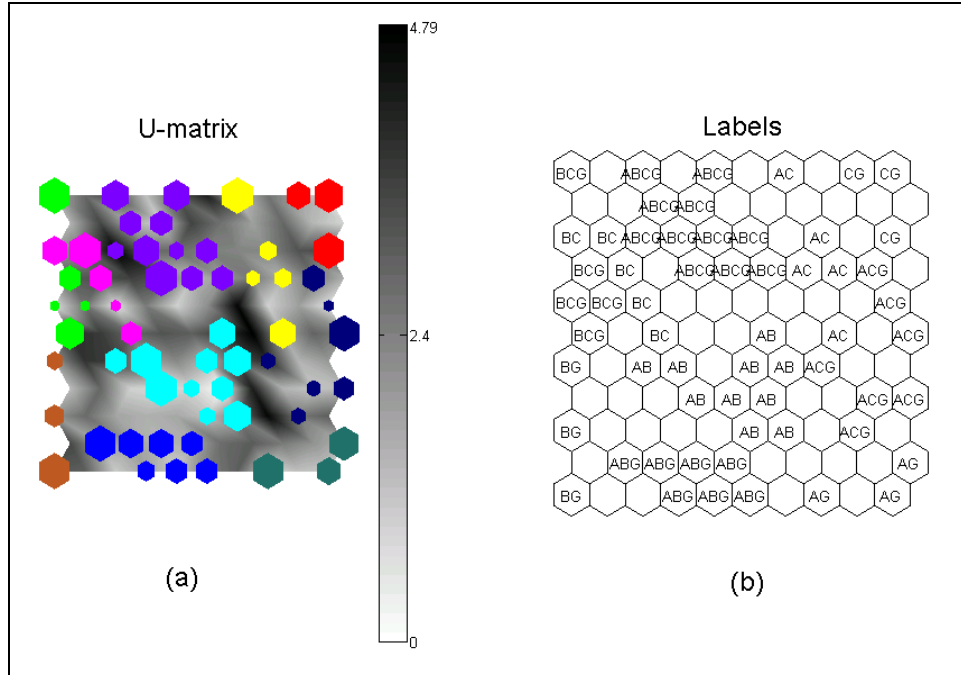 4.79
U-matrix
Labels
BCG ABCG ABCG AC CG CG
ABCG ABCG
BC BC ABCG ABCG ABCG ABCG AC CG
BCG BC ABCG ABCG ABCG AC AC ACG
BCG BCG BC ACG
2.4
BCG BC AB AC ACG
BG AB AB AB AB ACG
AB AB AB ACG ACG
BG AB AB ACG
ABG ABG ABG ABG AG
BG ABG ABG ABG AG AG
(a)
(b)
0